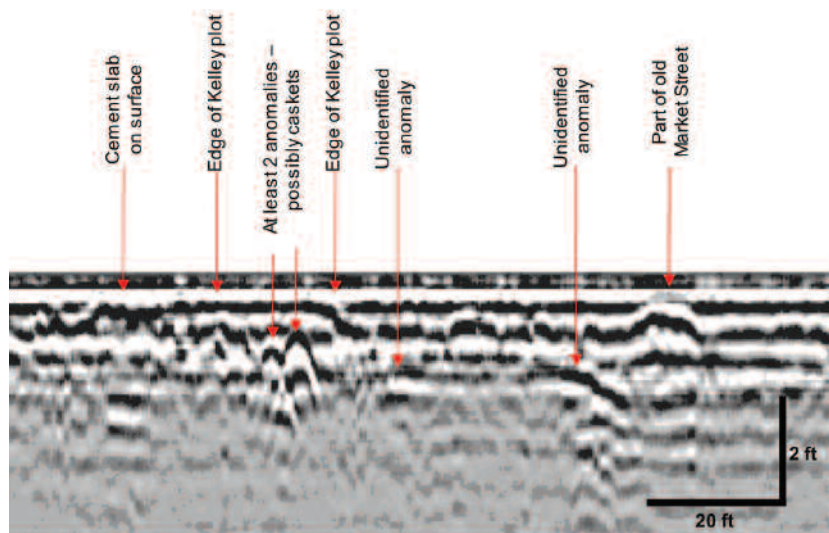 Cement slab
on surface
Edge of Kelley plot
At least 2 anomalies –
possibly caskets
Edge of Kelley plot
Unidentified
anomaly
Unidentified
anomaly
Part of old
Market Street
2 ft
20 ft